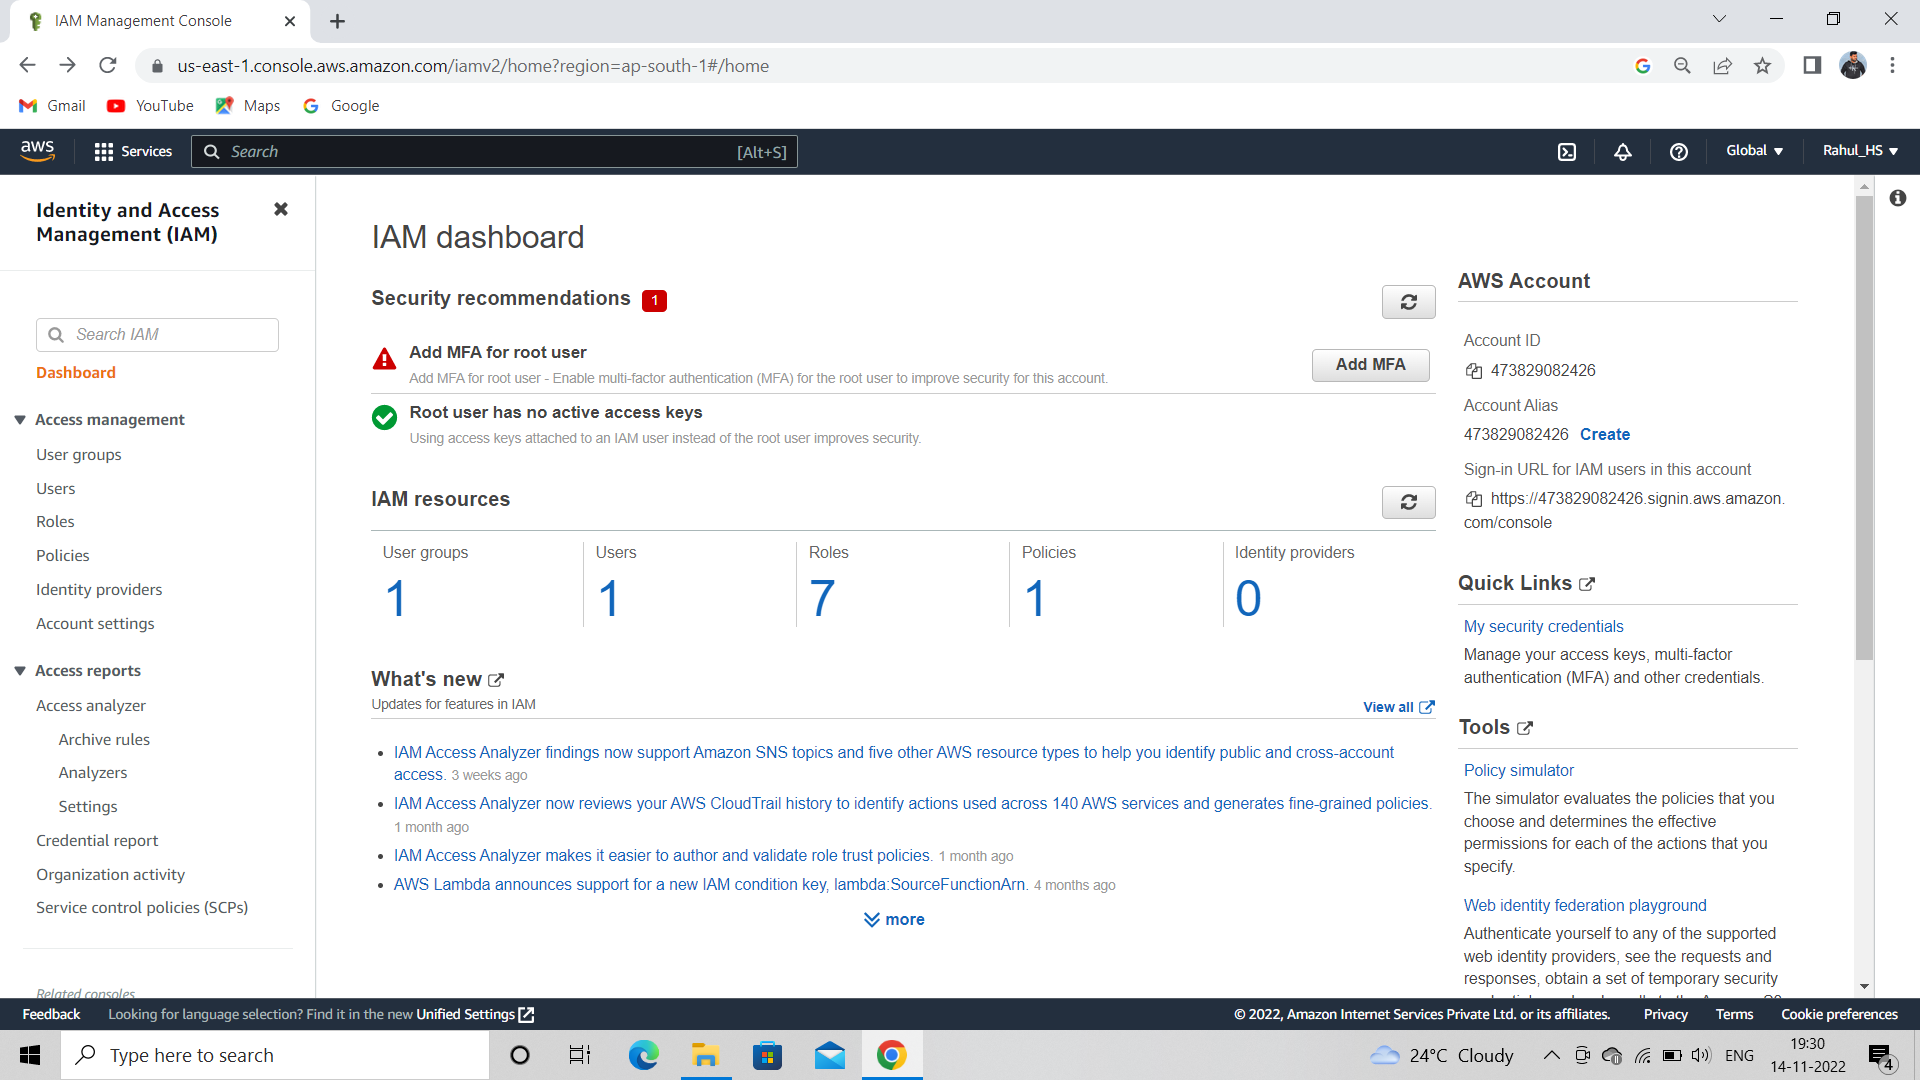 IAM Management Console
us-east-1.console.aws.amazon.com/iamv2/home?region=ap-south-1#/home
Gmail
YouTube
Maps
Google
aws
Services
Search
[Alt+S]
Global
Rahul_HS
Identity and Access
Management (IAM)
Search IAM
Dashboard
Access management
User groups
Users
Roles
Policies
Identity providers
Account settings
Access reports
Access analyzer
Archive rules
Analyzers
Settings
Credential report
Organization activity
Service control policies (SCPs)
Related consoles
IAM dashboard
Security recommendations 1
Add MFA for root user
Add MFA for root user - Enable multi-factor authentication (MFA) for the root user to improve security for this account.
Add MFA
Root user has no active access keys
Using access keys attached to an IAM user instead of the root user improves security.
IAM resources
User groups
1
Users
1
Roles
7
Policies
1
Identity providers
0
What's new
Updates for features in IAM
View all
IAM Access Analyzer findings now support Amazon SNS topics and five other AWS resource types to help you identify public and cross-account
access. 3 weeks ago
IAM Access Analyzer now reviews your AWS CloudTrail history to identify actions used across 140 AWS services and generates fine-grained policies.
1 month ago
IAM Access Analyzer makes it easier to author and validate role trust policies. 1 month ago
AWS Lambda announces support for a new IAM condition key, lambda:SourceFunctionArn. 4 months ago
more
AWS Account
Account ID
473829082426
Account Alias
473829082426 Create
Sign-in URL for IAM users in this account
https://473829082426.signin.aws.amazon.
com/console
Quick Links
My security credentials
Manage your access keys, multi-factor
authentication (MFA) and other credentials.
Tools
Policy simulator
The simulator evaluates the policies that you
choose and determines the effective
permissions for each of the actions that you
specify.
Web identity federation playground
Authenticate yourself to any of the supported
web identity providers, see the requests and
responses, obtain a set of temporary security
Feedback
Looking for language selection? Find it in the new Unified Settings
© 2022, Amazon Internet Services Private Ltd. or its affiliates.
Privacy
Terms
Cookie preferences
Type here to search
24°C Cloudy
ENG
19:30
14-11-2022
4